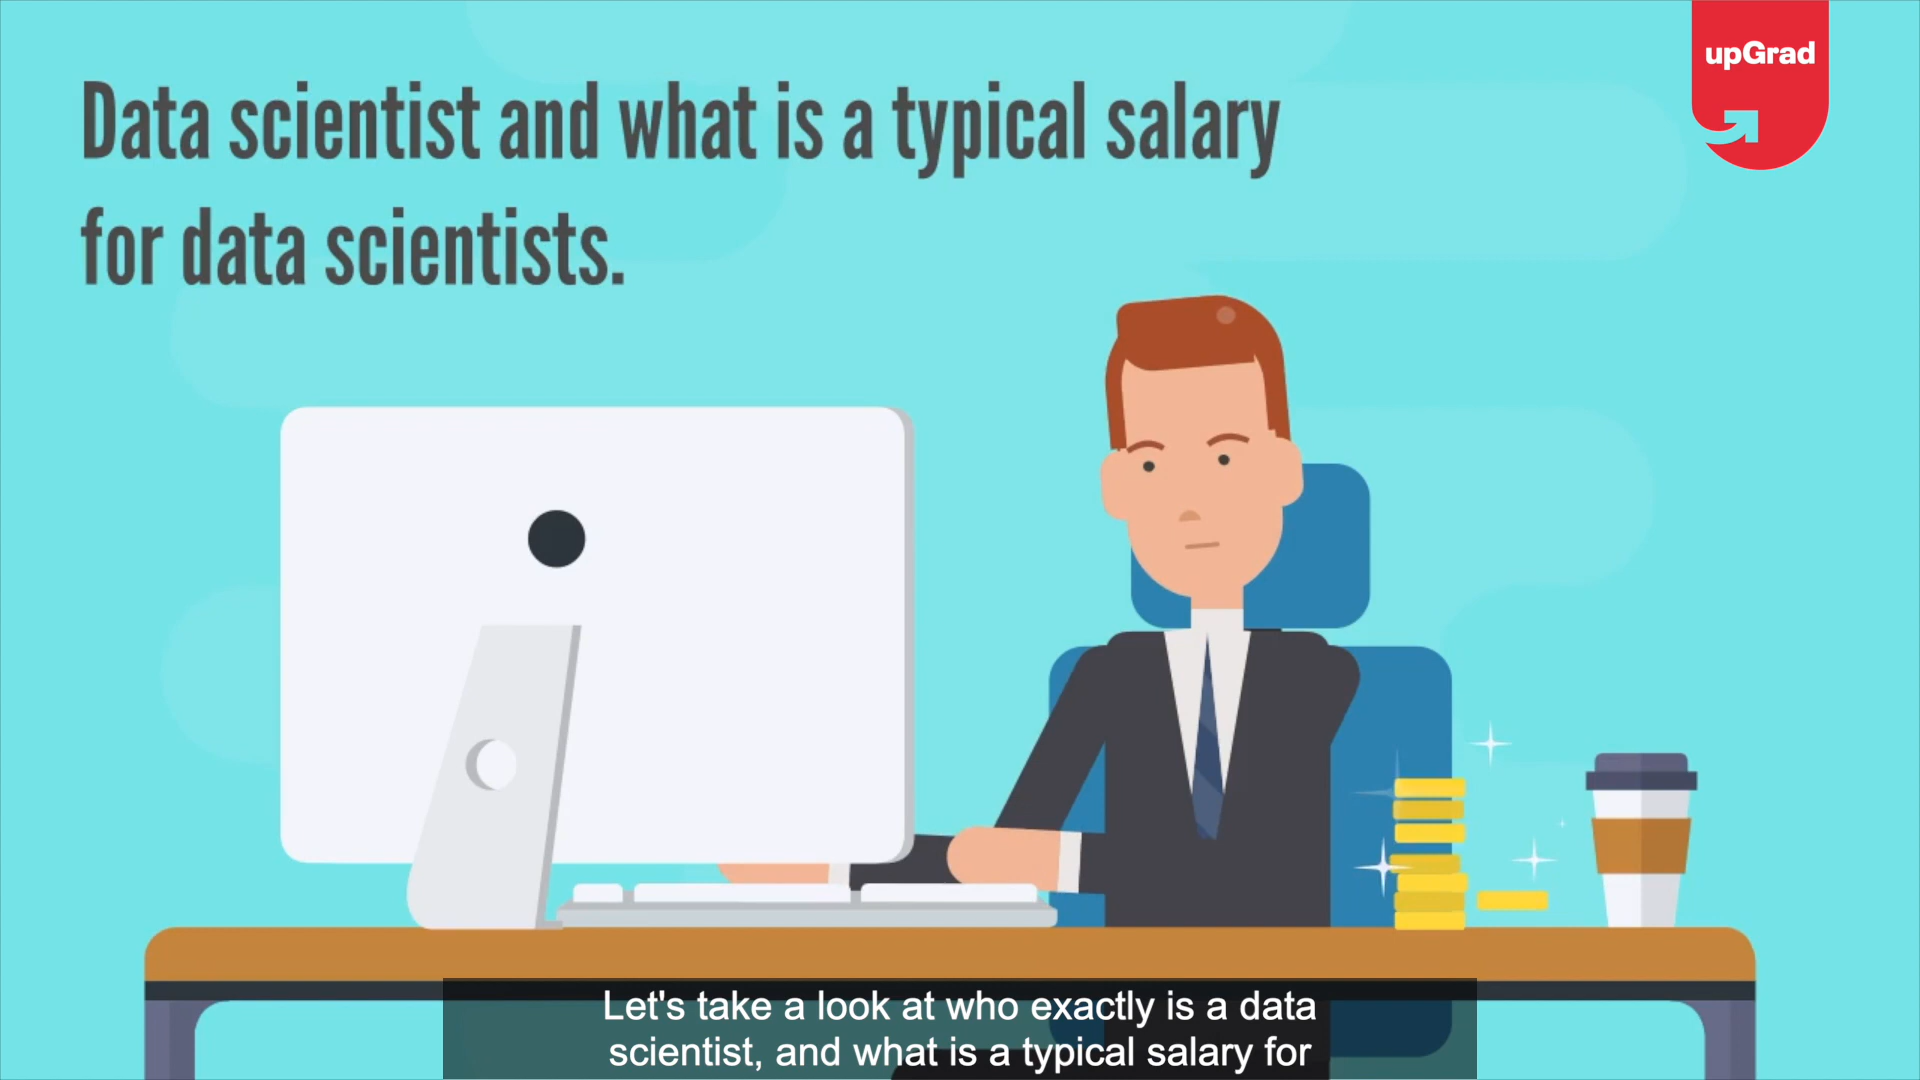 upGrad
Data scientist and what is a typical salary
for data scientists.
Let's take a look at who exactly is a data
scientist, and what is a typical salary for